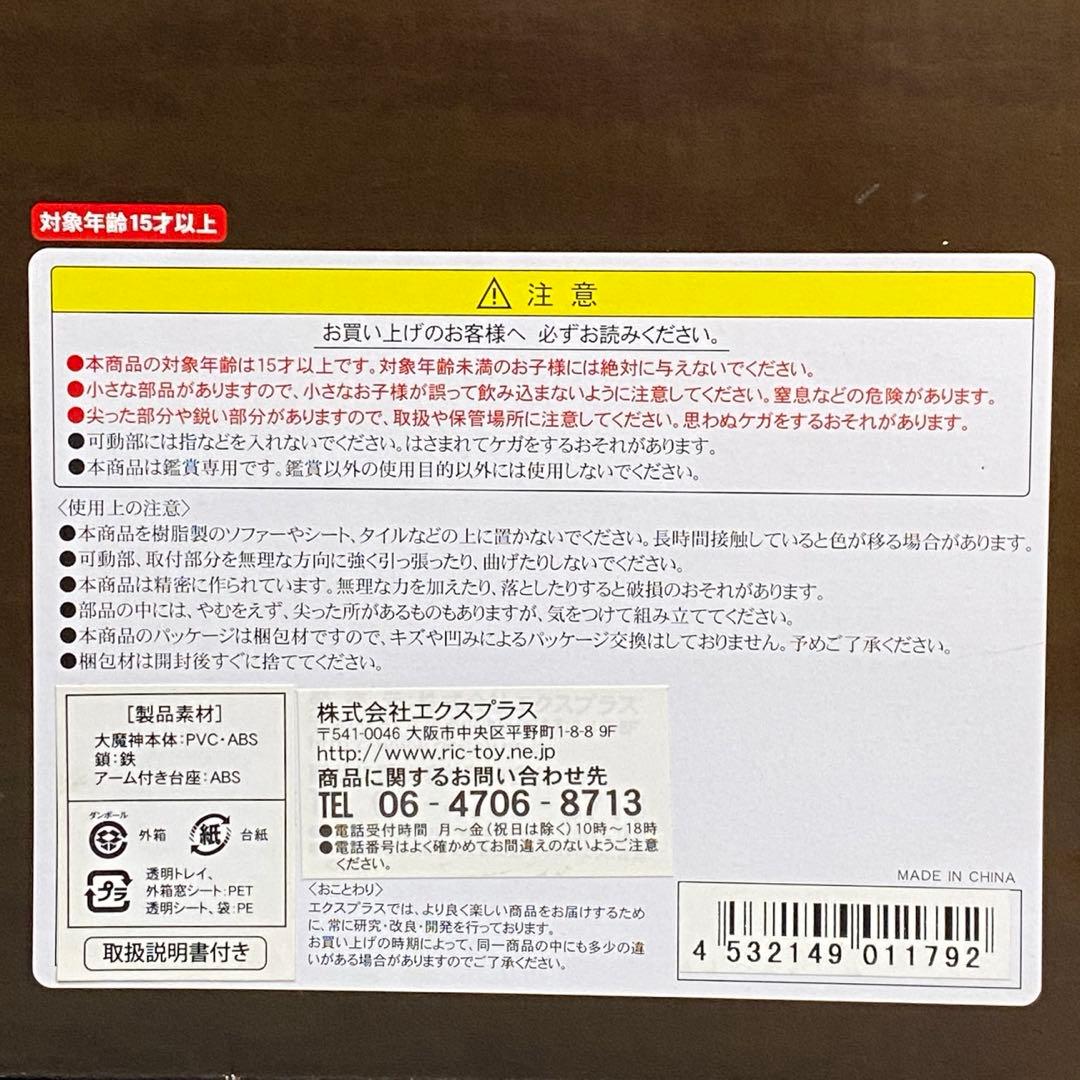 対象年齢15才以上
注意
お買い上げのお客様へ 必ずお読みください。
●本商品の対象年齢は15才以上です。対象年齢未満のお子様には絶対に与えないでください。
●小さな部品がありますので、小さなお子様が誤って飲み込まないように注意してください。窒息などの危険があります。
●尖った部分や鋭い部分がありますので、取扱や保管場所に注意してください。思わぬケガをするおそれがあります。
●可動部には指などを入れないでください。はさまれてケガをするおそれがあります。
●本商品は鑑賞専用です。鑑賞以外の使用目的以外には使用しないでください。
〈使用上の注意〉
●本商品を樹脂製のソファーやシート、タイルなどの上に置かないでください。長時間接触していると色が移る場合があります。
●可動部、取付部分を無理な方向に強く引っ張ったり、曲げたりしないでください。
●本商品は精密に作られています。無理な力を加えたり、落としたりすると破損のおそれがあります。
●部品の中には、やむをえず、尖った所があるものもありますが、気をつけて組み立ててください。
●本商品のパッケージは梱包材ですので、キズや凹みによるパッケージ交換はしておりません。予めご了承ください。
●梱包材は開封後すぐに捨ててください。
[製品素材]
大魔神本体:PVC・ABS
鎖:鉄
アーム付き台座:ABS
ダンボール
外箱
紙
台紙
プラ
透明トレイ、
外箱窓シート:PET
透明シート、袋:PE
取扱説明書付き
株式会社エクスプラス
〒541-0046 大阪市中央区平野町1-8-8 9F
http://www.ric-toy.ne.jp
商品に関するお問い合わせ先
TEL 06-4706-8713
●電話受付時間 月～金(祝日は除く)10時～18時
●電話番号はよく確かめてお間違えのないようご注意
ください。
〈おことわり〉
エクスプラスでは、より良く楽しい商品をお届けするため
に、常に研究・改良・開発を行っております。
お買い上げの時期によって、同一商品の中にも多少の違
いがある場合がありますのでご了承ください。
MADE IN CHINA
4 532149 011792